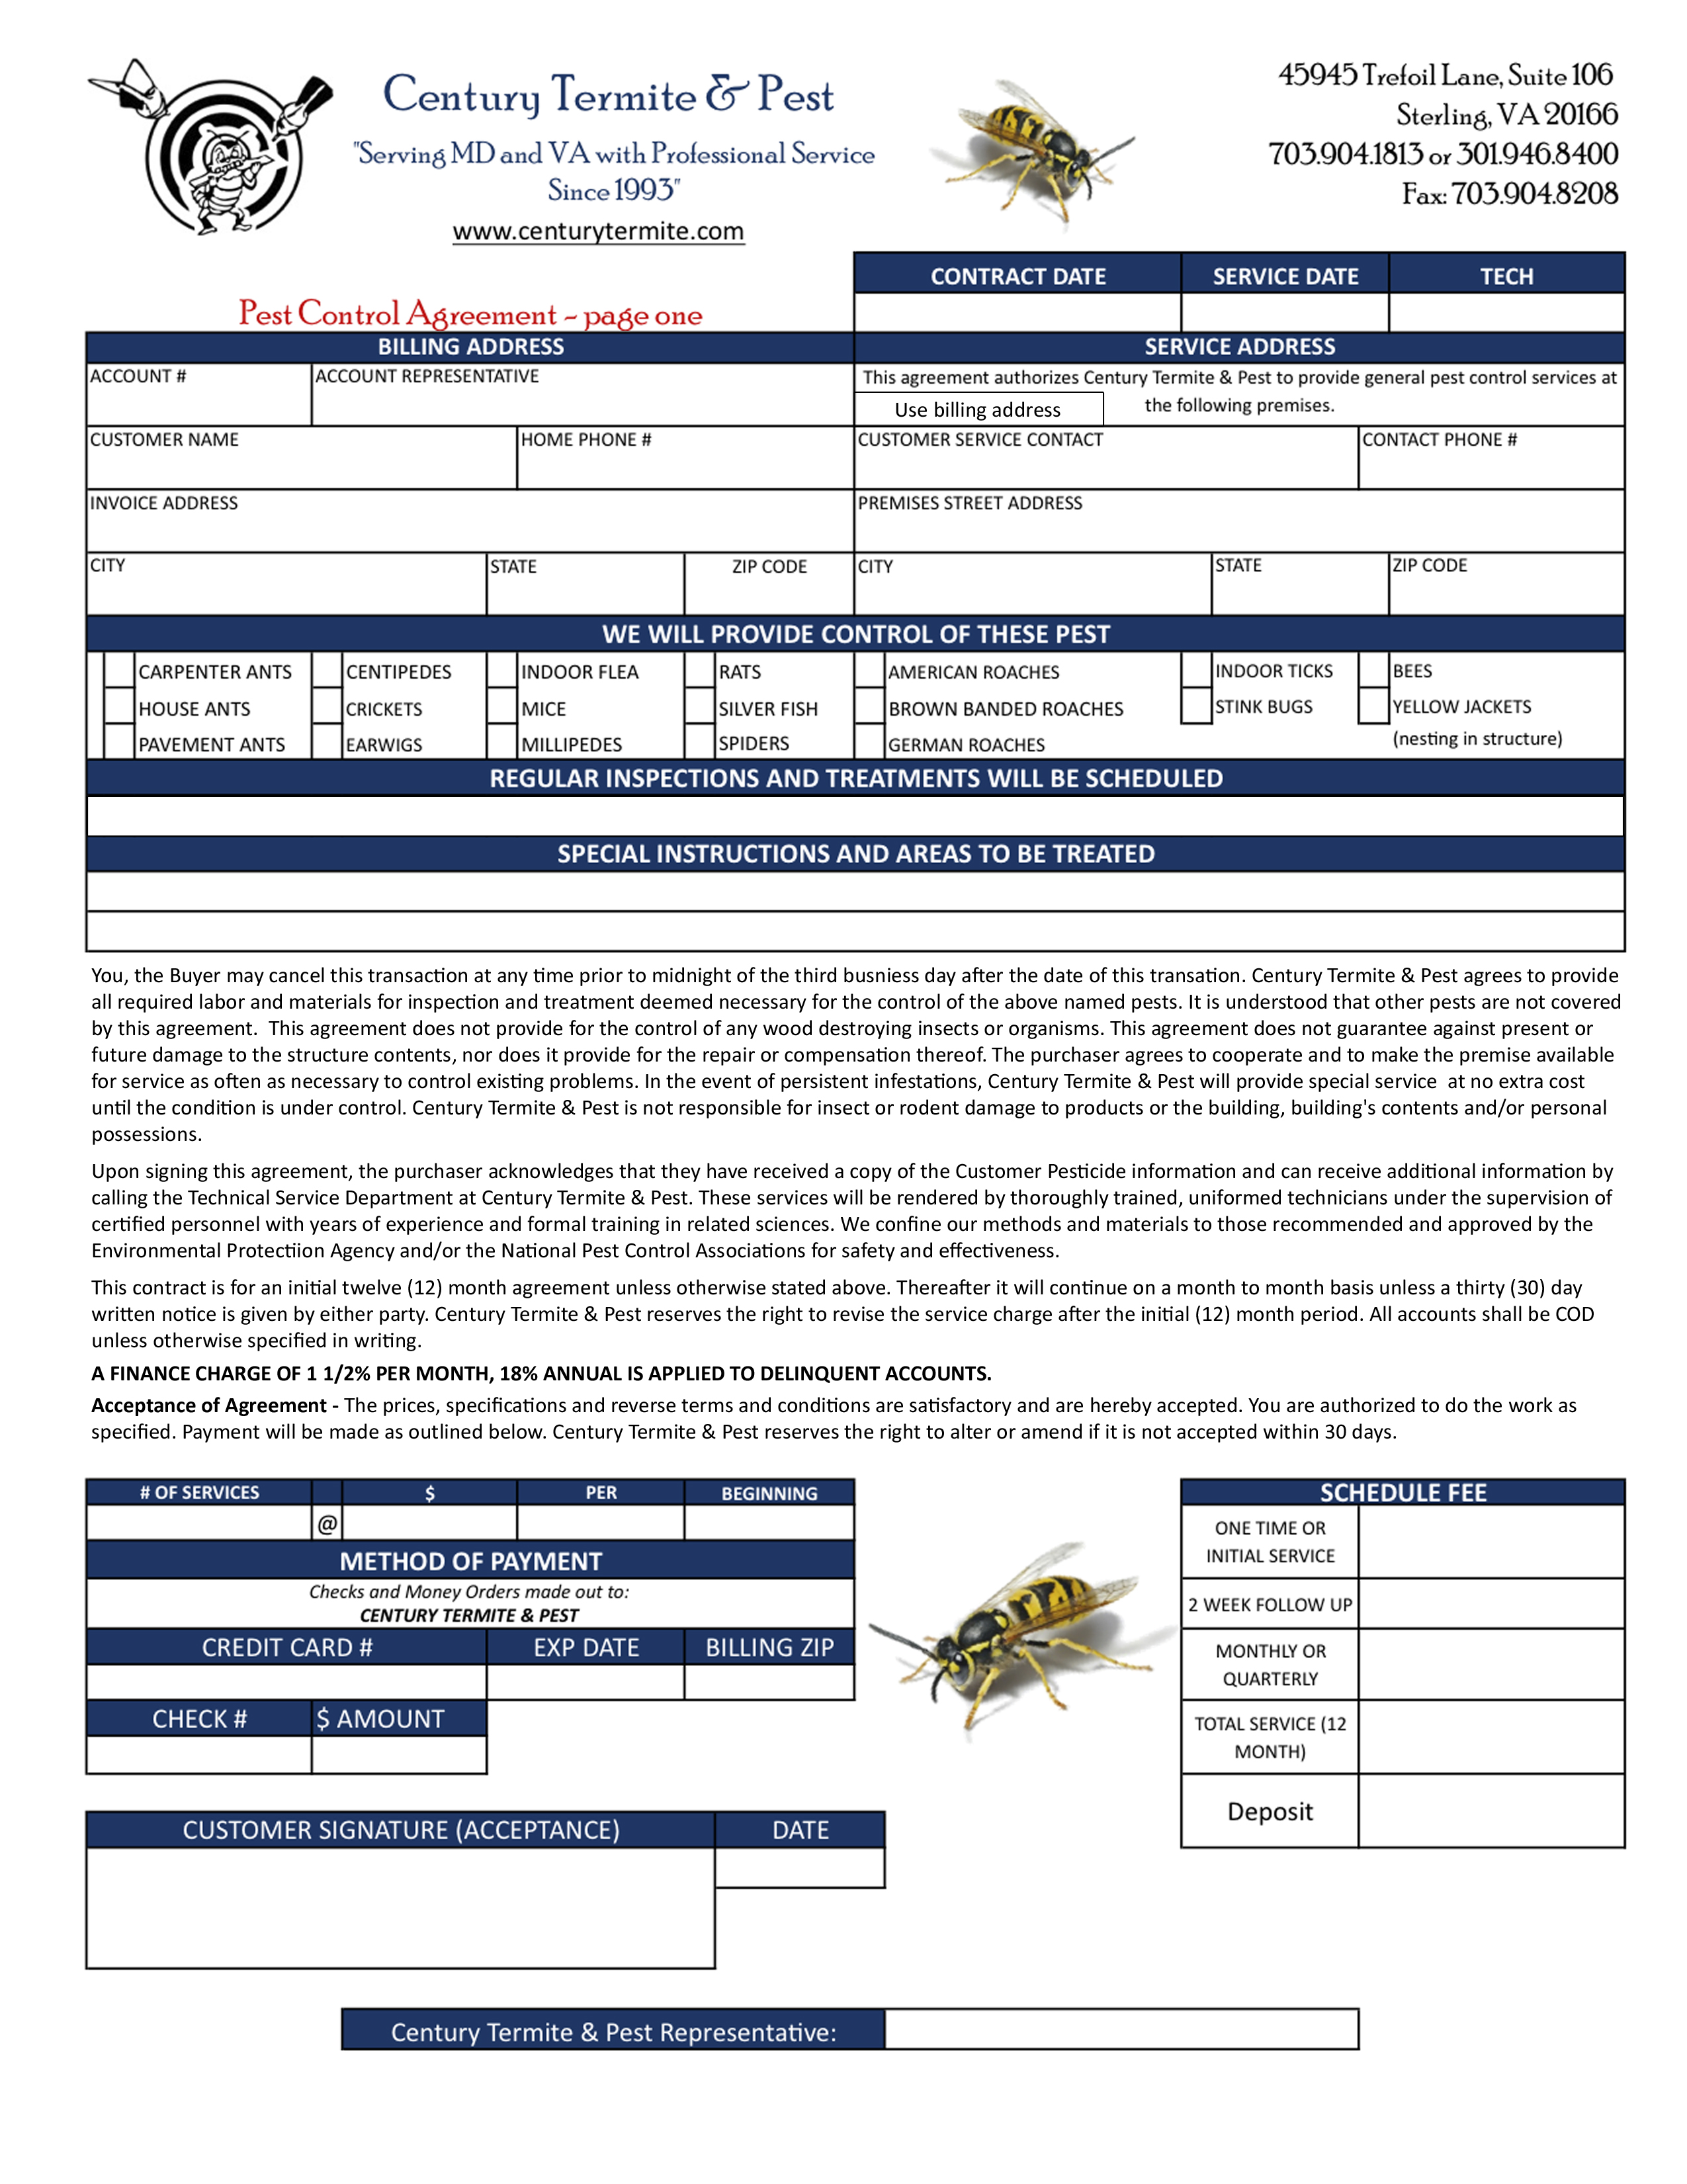 Century Termite & Pest
"Serving MD and VA with Professional Service
Since 1993"
www.centurytermite.com
45945 Trefoil Lane, Suite 106
Sterling, VA 20166
703.904.1813 or 301.946.8400
Fax: 703.904.8208
CONTRACT DATE SERVICE DATE TECH
Pest Control Agreement ~ page one
BILLING ADDRESS SERVICE ADDRESS
ACCOUNT # ACCOUNT REPRESENTATIVE This agreement authorizes Century Termite & Pest to provide general pest control services at
Use billing address the following premises.
CUSTOMER NAME HOME PHONE # CUSTOMER SERVICE CONTACT CONTACT PHONE #
INVOICE ADDRESS PREMISES STREET ADDRESS
CITY STATE ZIP CODE CITY STATE ZIP CODE
WE WILL PROVIDE CONTROL OF THESE PEST
CARPENTER ANTS CENTIPEDES INDOOR FLEA RATS AMERICAN ROACHES INDOOR TICKS BEES
HOUSE ANTS CRICKETS MICE SILVER FISH BROWN BANDED ROACHES STINK BUGS YELLOW JACKETS
PAVEMENT ANTS EARWIGS MILLIPEDES SPIDERS GERMAN ROACHES (nesting in structure)
REGULAR INSPECTIONS AND TREATMENTS WILL BE SCHEDULED
SPECIAL INSTRUCTIONS AND AREAS TO BE TREATED
You, the Buyer may cancel this transaction at any time prior to midnight of the third busniess day after the date of this transation. Century Termite & Pest agrees to provide
all required labor and materials for inspection and treatment deemed necessary for the control of the above named pests. It is understood that other pests are not covered
by this agreement.  This agreement does not provide for the control of any wood destroying insects or organisms. This agreement does not guarantee against present or
future damage to the structure contents, nor does it provide for the repair or compensation thereof. The purchaser agrees to cooperate and to make the premise available
for service as often as necessary to control existing problems. In the event of persistent infestations, Century Termite & Pest will provide special service  at no extra cost
until the condition is under control. Century Termite & Pest is not responsible for insect or rodent damage to products or the building, building's contents and/or personal
possessions.
Upon signing this agreement, the purchaser acknowledges that they have received a copy of the Customer Pesticide information and can receive additional information by
calling the Technical Service Department at Century Termite & Pest. These services will be rendered by thoroughly trained, uniformed technicians under the supervision of
certified personnel with years of experience and formal training in related sciences. We confine our methods and materials to those recommended and approved by the
Environmental Protectiion Agency and/or the National Pest Control Associations for safety and effectiveness.
This contract is for an initial twelve (12) month agreement unless otherwise stated above. Thereafter it will continue on a month to month basis unless a thirty (30) day
written notice is given by either party. Century Termite & Pest reserves the right to revise the service charge after the initial (12) month period. All accounts shall be COD
unless otherwise specified in writing.
A FINANCE CHARGE OF 1 1/2% PER MONTH, 18% ANNUAL IS APPLIED TO DELINQUENT ACCOUNTS.
Acceptance of Agreement - The prices, specifications and reverse terms and conditions are satisfactory and are hereby accepted. You are authorized to do the work as
specified. Payment will be made as outlined below. Century Termite & Pest reserves the right to alter or amend if it is not accepted within 30 days.
# OF SERVICES $ PER BEGINNING
@
METHOD OF PAYMENT
Checks and Money Orders made out to:
CENTURY TERMITE & PEST
CREDIT CARD # EXP DATE BILLING ZIP
CHECK # $ AMOUNT
SCHEDULE FEE
ONE TIME OR
INITIAL SERVICE
2 WEEK FOLLOW UP
MONTHLY OR
QUARTERLY
TOTAL SERVICE (12
MONTH)
Deposit
CUSTOMER SIGNATURE (ACCEPTANCE) DATE
Century Termite & Pest Representative: